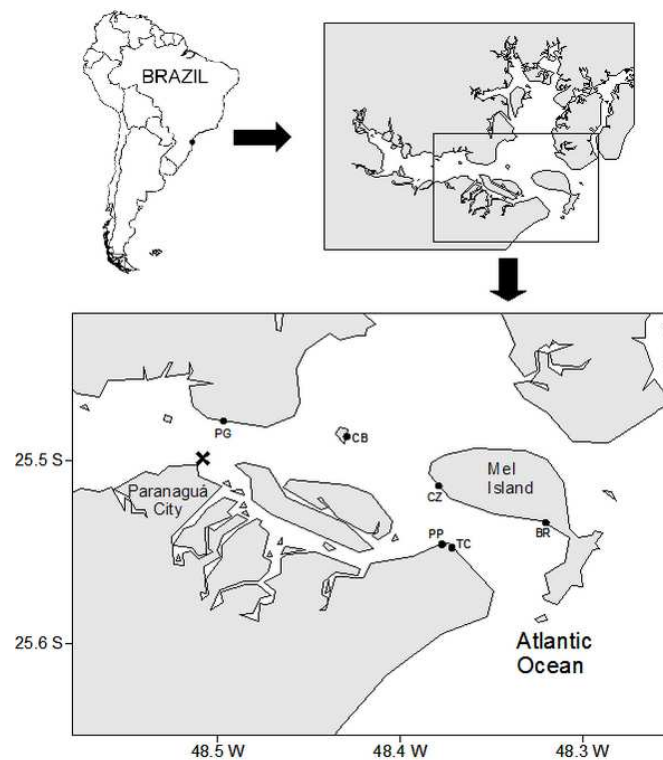 BRAZIL
PG
CB
25.5 S
Paranaguá
City
Mel
Island
CZ
BR
PP
TC
25.6 S
Atlantic
Ocean
48.5 W
48.4 W
48.3 W